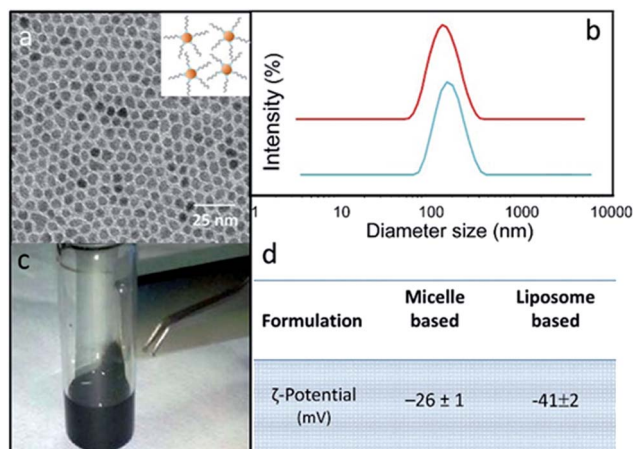 a
25 nm
b
Intensity (%)
1 10 100 1000 10000
Diameter size (nm)
c
d
Formulation Micelle based Liposome based
ζ-Potential (mV) –26 ± 1 -41±2